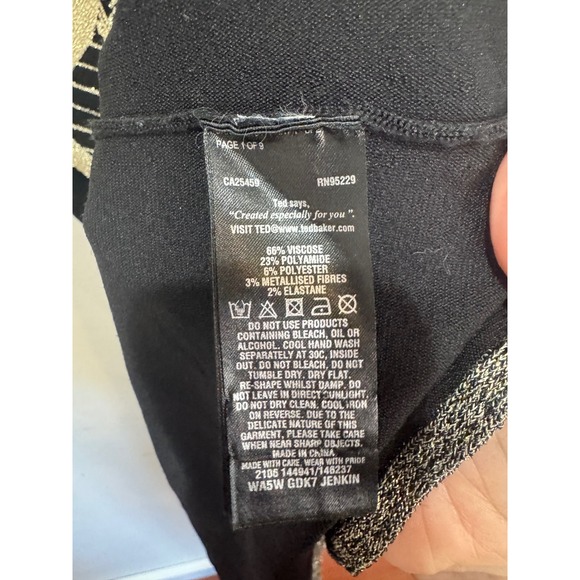 PAGE 1 OF 9
CA25459 RN95229
Ted says,
"Created especially for you".
VISIT TED@www.tedbaker.com
66% VISCOSE
23% POLYAMIDE
6% POLYESTER
3% METALLISED FIBRES
2% ELASTANE
DO NOT USE PRODUCTS
CONTAINING BLEACH, OIL OR
ALCOHOL. COOL HAND WASH
SEPARATELY AT 30C, INSIDE
OUT. DO NOT BLEACH, DO NOT
TUMBLE DRY. DRY FLAT.
RE-SHAPE WHILST DAMP. DO
NOT LEAVE IN DIRECT SUNLIGHT.
DO NOT DRY CLEAN. COOL IRON
ON REVERSE. DUE TO THE
DELICATE NATURE OF THIS
GARMENT, PLEASE TAKE CARE
WHEN NEAR SHARP OBJECTS.
MADE WITH CARE, WEAR WITH PRIDE
2105 144941/146237
WA5W GDK7 JENKIN